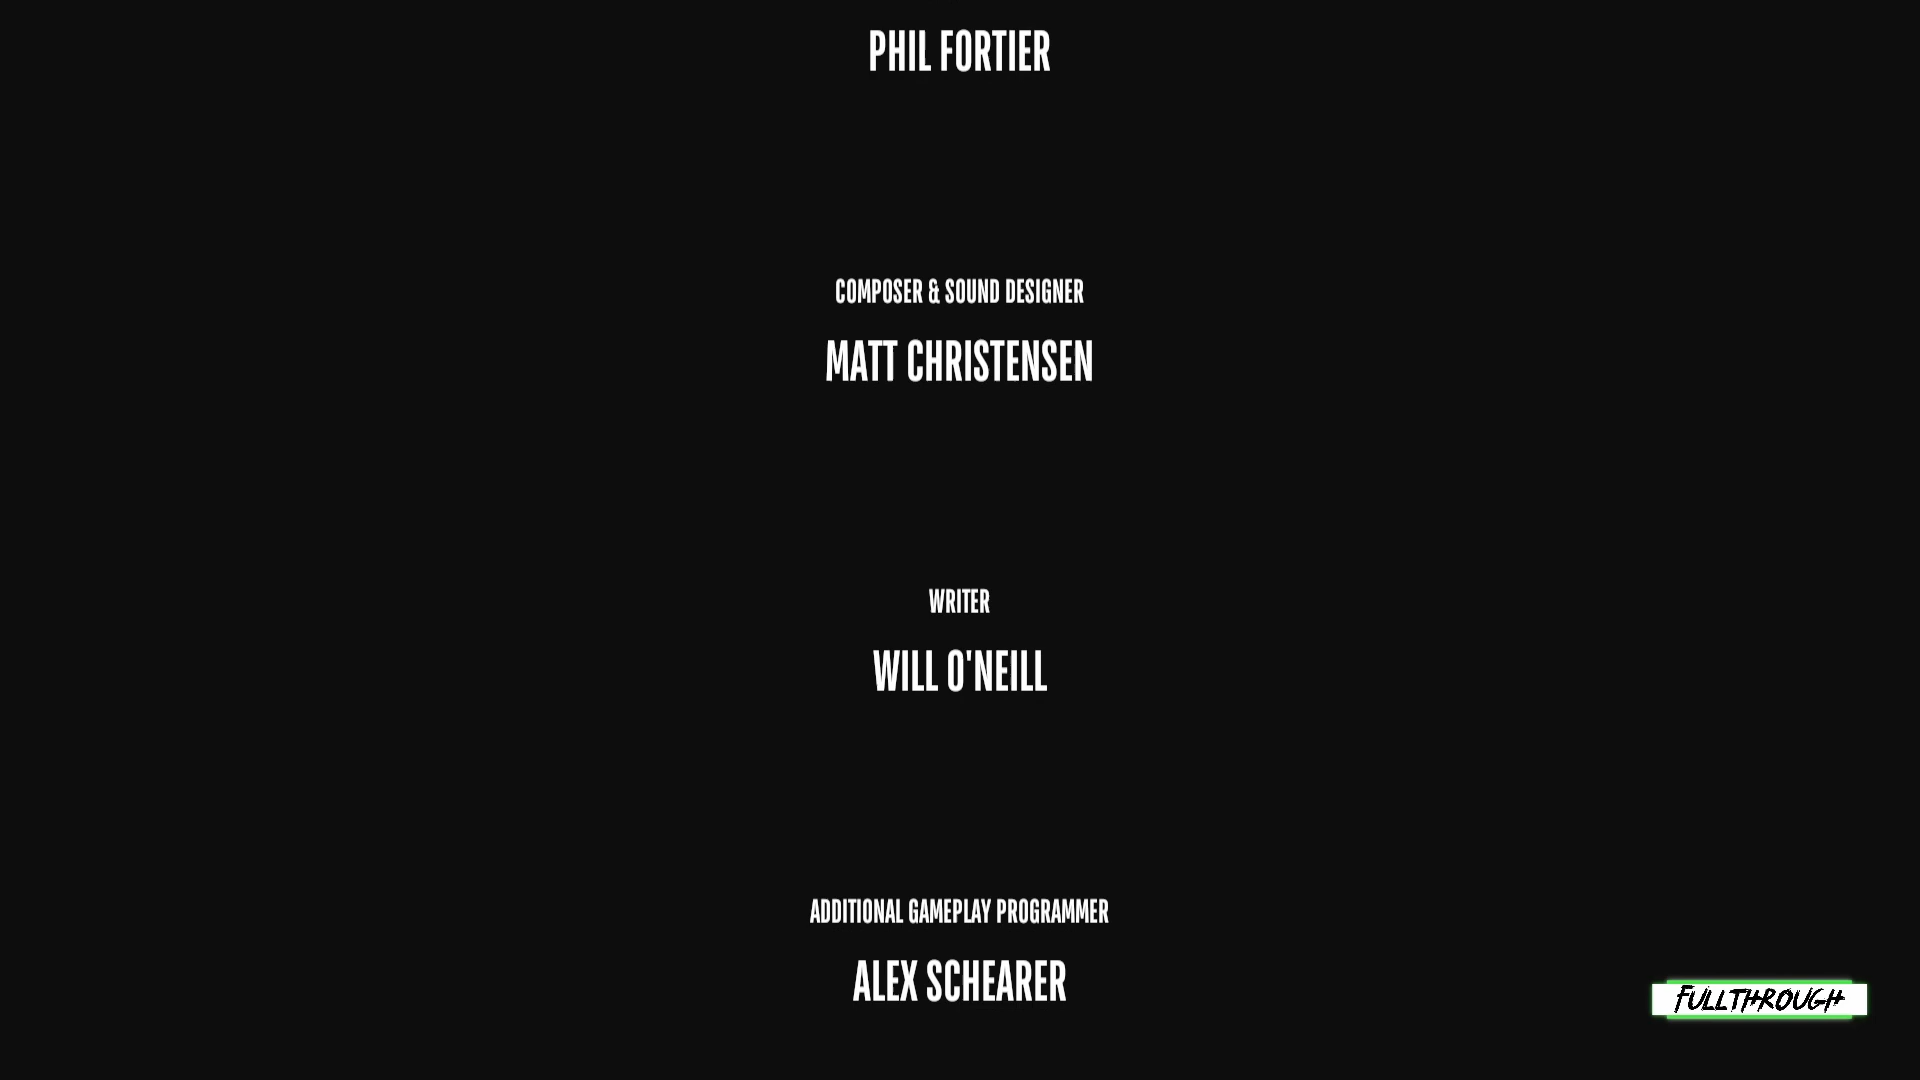 PHIL FORTIER
COMPOSER & SOUND DESIGNER
MATT CHRISTENSEN
WRITER
WILL O'NEILL
ADDITIONAL GAMEPLAY PROGRAMMER
ALEX SCHEARER
FULLTHROUGH